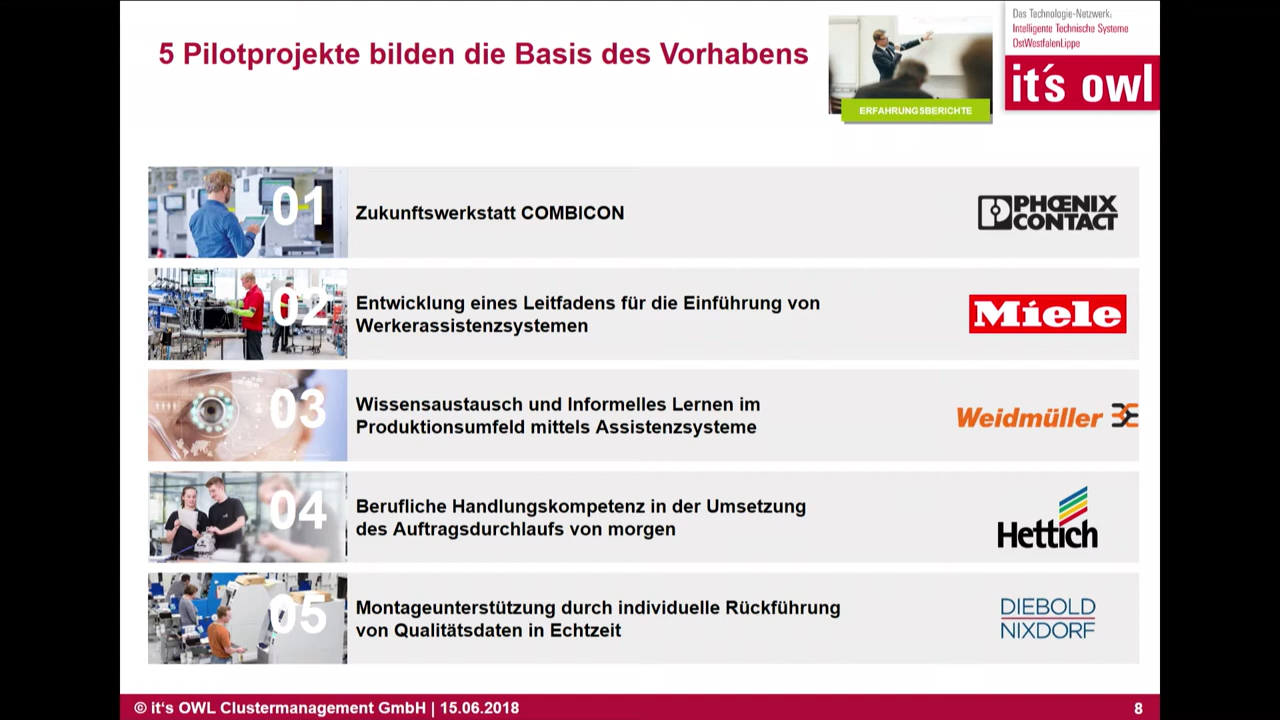 5 Pilotprojekte bilden die Basis des Vorhabens
ERFAHRUNGSBERICHTE
Das Technologie-Netzwerk:
Intelligente Technische Systeme
OstWestfalenLippe
it´s owl
01
Zukunftswerkstatt COMBICON
PHŒNIX
CONTACT
02
Entwicklung eines Leitfadens für die Einführung von
Werkerassistenzsystemen
Miele
03
Wissensaustausch und Informelles Lernen im
Produktionsumfeld mittels Assistenzsysteme
Weidmüller
04
Berufliche Handlungskompetenz in der Umsetzung
des Auftragsdurchlaufs von morgen
Hettich
05
Montageunterstützung durch individuelle Rückführung
von Qualitätsdaten in Echtzeit
DIEBOLD
NIXDORF
© it‘s OWL Clustermanagement GmbH | 15.06.2018
8